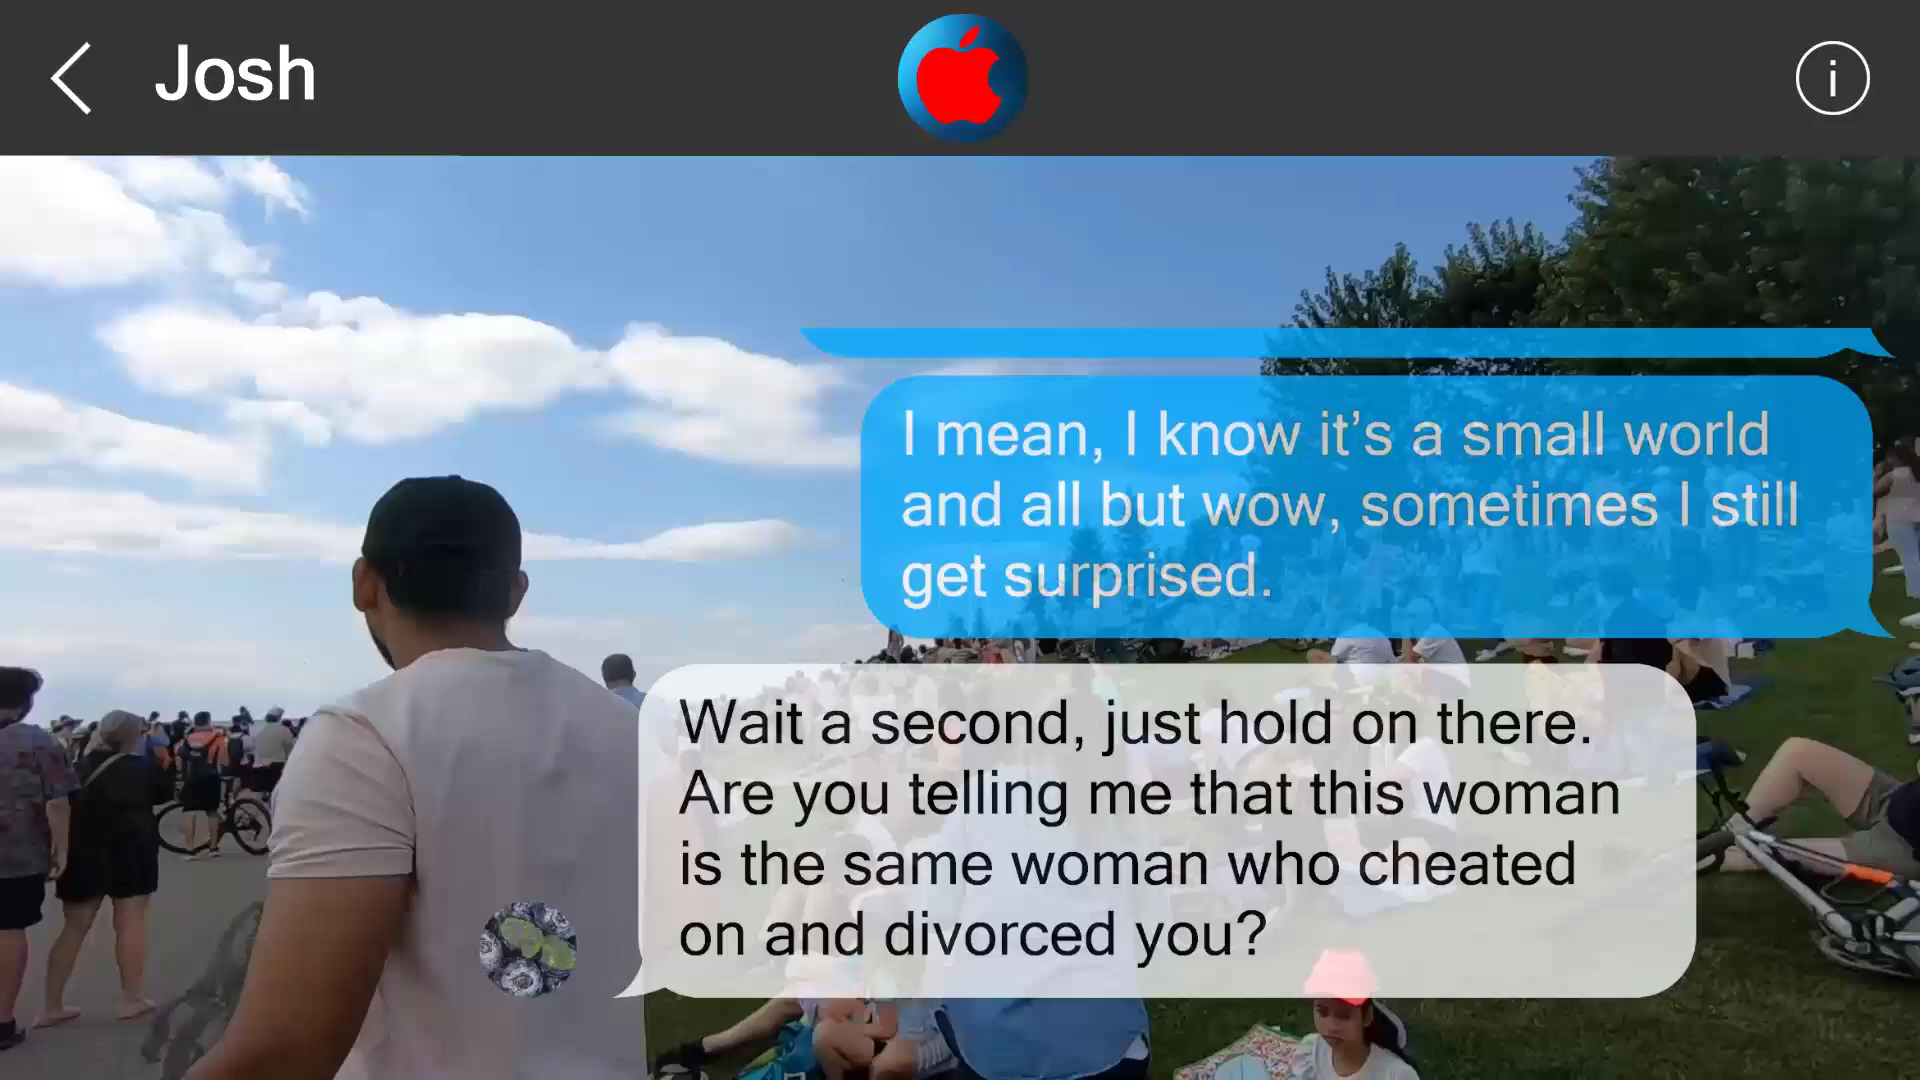 Josh
i
I mean, I know it’s a small world
and all but wow, sometimes I still
get surprised.
Wait a second, just hold on there.
Are you telling me that this woman
is the same woman who cheated
on and divorced you?